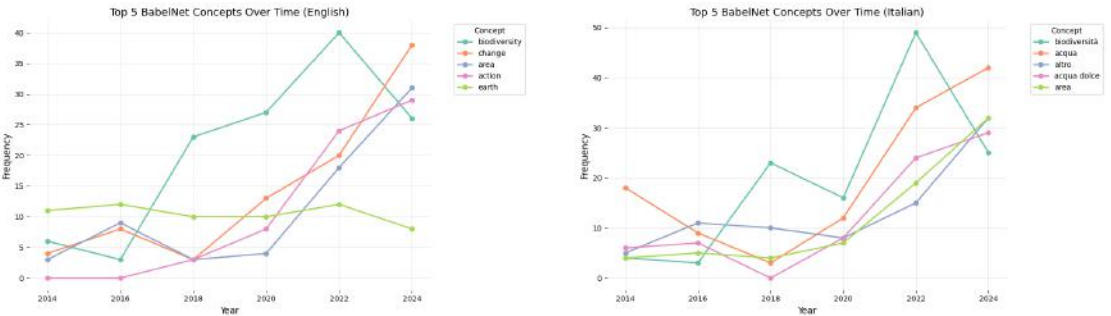 Top 5 BabelNet Concepts Over Time (English)
40
35
30
25
20
15
10
5
0
Frequency
2014 2016 2018 2020 2022 2024
Year
Concept
biodiversity
change
area
action
earth
Top 5 BabelNet Concepts Over Time (Italian)
50
40
30
20
10
0
Frequency
2014 2016 2018 2020 2022 2024
Year
Concept
biodiversità
acqua
altro
acqua dolce
area